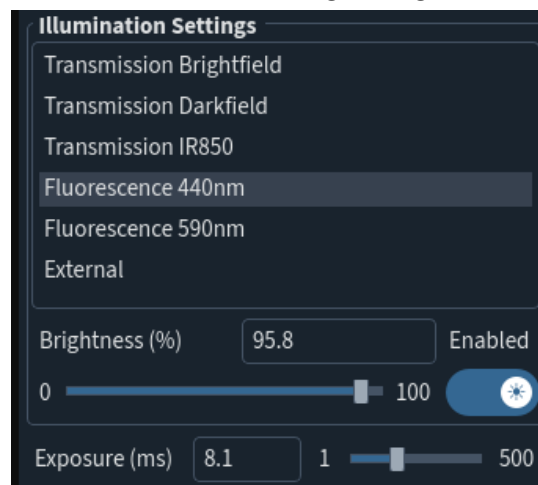 Illumination Settings
Transmission Brightfield
Transmission Darkfield
Transmission IR850
Fluorescence 440nm
Fluorescence 590nm
External
Brightness (%) 95.8 Enabled
0 100
Exposure (ms) 8.1 1 500